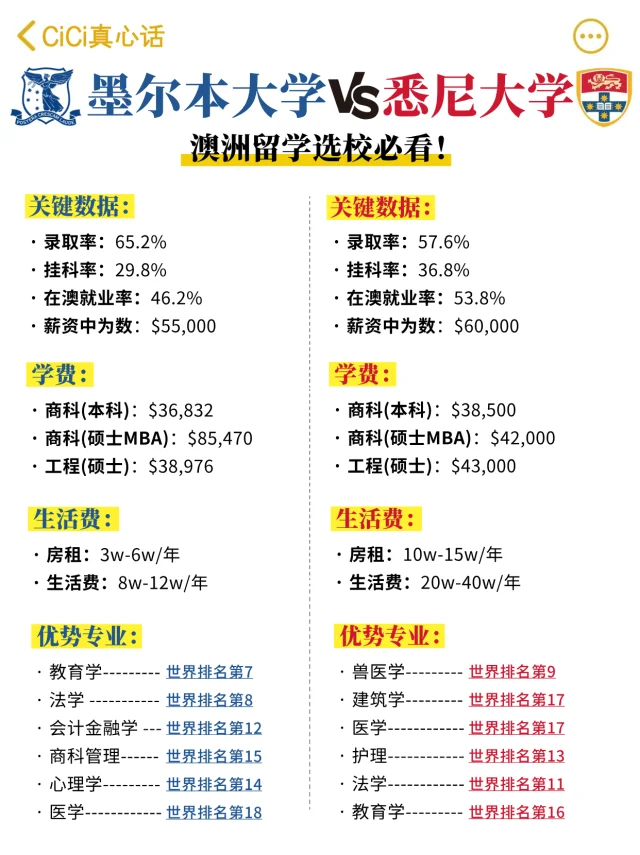 CiCi真心话
墨尔本大学VS悉尼大学
澳洲留学选校必看！
关键数据：
· 录取率：65.2%
· 挂科率：29.8%
· 在澳就业率：46.2%
· 薪资中为数：$55,000
学费：
· 商科(本科)：$36,832
· 商科(硕士MBA)：$85,470
· 工程(硕士)：$38,976
生活费：
· 房租：3w-6w/年
· 生活费：8w-12w/年
优势专业：
· 教育学--------- 世界排名第7
· 法学 ----------- 世界排名第8
· 会计金融学 --- 世界排名第12
· 商科管理------ 世界排名第15
· 心理学--------- 世界排名第14
· 医学------------ 世界排名第18
关键数据：
· 录取率：57.6%
· 挂科率：36.8%
· 在澳就业率：53.8%
· 薪资中为数：$60,000
学费：
· 商科(本科)：$38,500
· 商科(硕士MBA)：$42,000
· 工程(硕士)：$43,000
生活费：
· 房租：10w-15w/年
· 生活费：20w-40w/年
优势专业：
· 兽医学--------- 世界排名第9
· 建筑学--------- 世界排名第17
· 医学------------ 世界排名第17
· 护理------------ 世界排名第13
· 法学------------ 世界排名第11
· 教育学--------- 世界排名第16